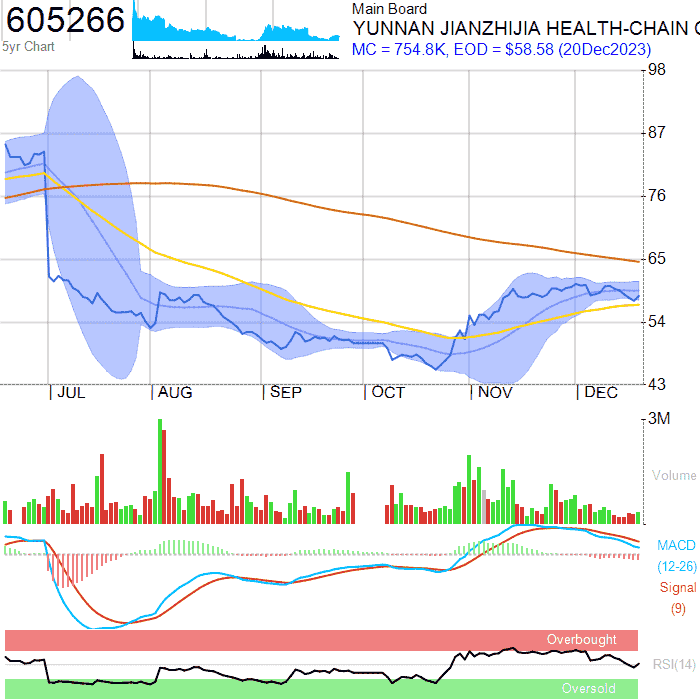 605266
5yr Chart
Main Board
YUNNAN JIANZHIJIA HEALTH-CHAIN C
MC = 754.8K, EOD = $58.58 (20Dec2023)
98
87
76
65
54
43
JUL AUG SEP OCT NOV DEC
3M
Volume
MACD
(12-26)
Signal
(9)
Overbought
RSI(14)
Oversold